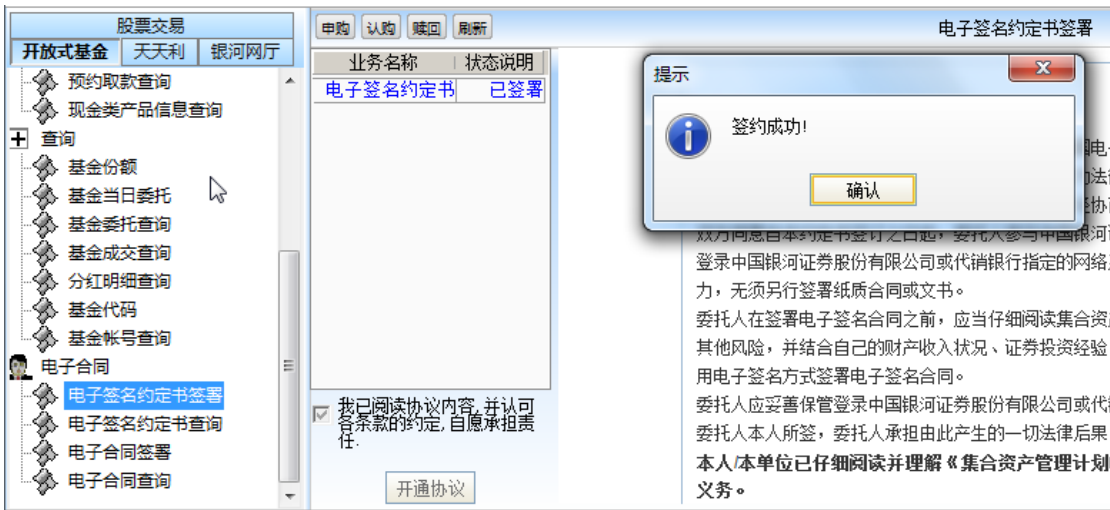 股票交易
开放式基金 天天利 银河网厅
预约取款查询
现金类产品信息查询
查询
基金份额
基金当日委托
基金委托查询
基金成交查询
分红明细查询
基金代码
基金帐号查询
电子合同
电子签名约定书签署
电子签名约定书查询
电子合同签署
电子合同查询
申购 认购 赎回 刷新
电子签名约定书签署
业务名称 状态说明
电子签名约定书 已签署
我已阅读协议内容,并认可
各条款的约定,自愿承担责
任.
开通协议
提示
签约成功!
确认
双方同意自本约定书签订之日起，委托人参与中国银河
登录中国银河证券股份有限公司或代销银行指定的网络
力，无须另行签署纸质合同或文书。
委托人在签署电子签名合同之前，应当仔细阅读集合资
其他风险，并结合自己的财产收入状况、证券投资经验
用电子签名方式签署电子签名合同。
委托人应妥善保管登录中国银河证券股份有限公司或代
委托人本人所签，委托人承担由此产生的一切法律后果
本人/本单位已仔细阅读并理解《集合资产管理计划
义务。